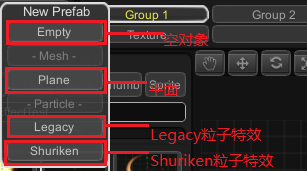 New Prefab
Group 1
Group 2
Empty
空对象
Texture
- Mesh -
Plane
平面
Sprite
- Particle -
Legacy
Legacy粒子特效
Shuriken
Shuriken粒子特效